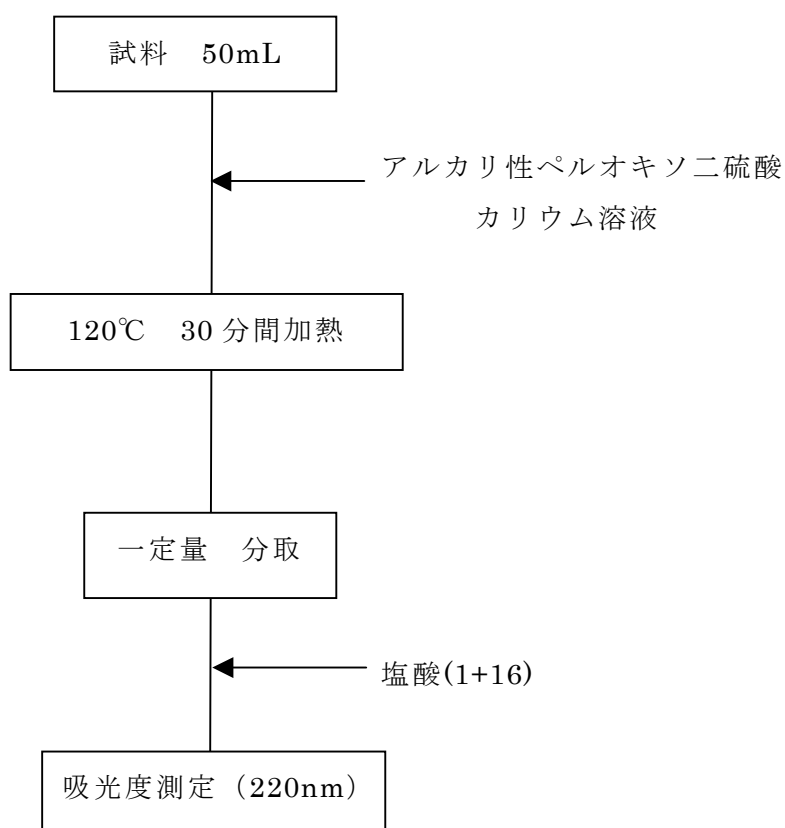 試料　50mL
アルカリ性ペルオキソ二硫酸
カリウム溶液
120℃　30分間加熱
一定量　分取
塩酸(1+16)
吸光度測定（220nm）